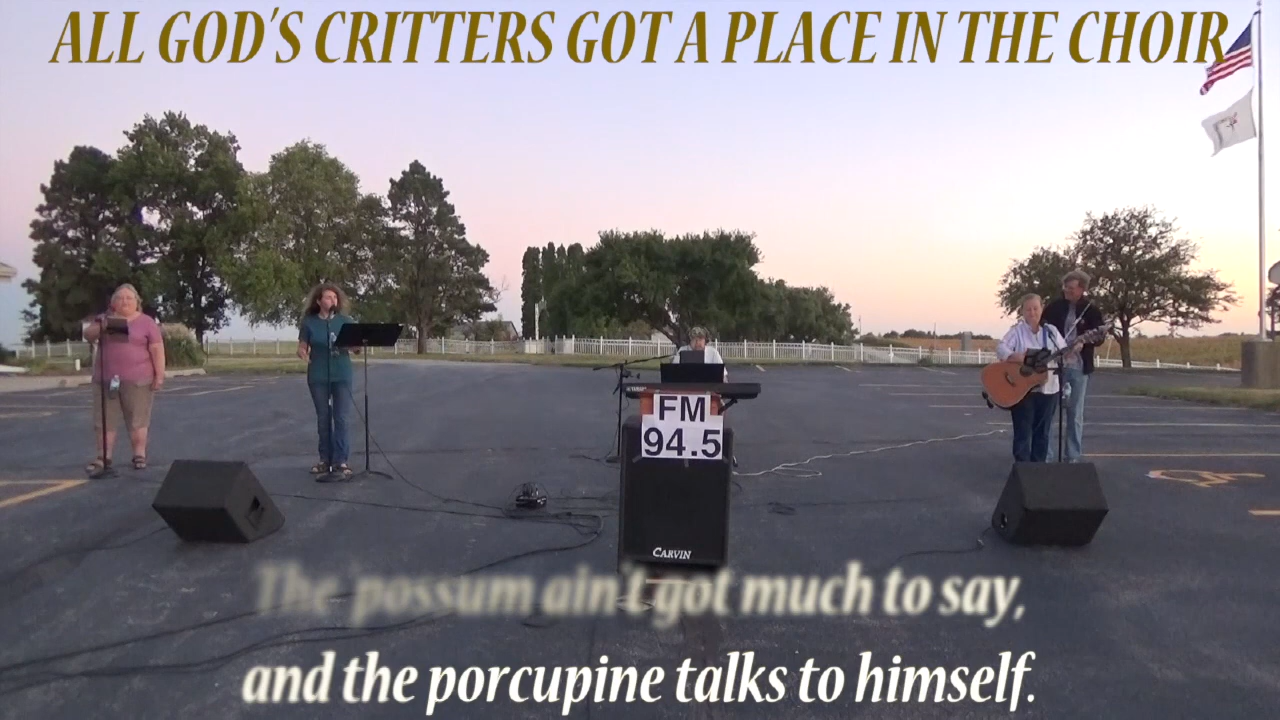 ALL GOD'S CRITTERS GOT A PLACE IN THE CHOIR
FM
94.5
CARVIN
The 'possum ain't got much to say,
and the porcupine talks to himself.